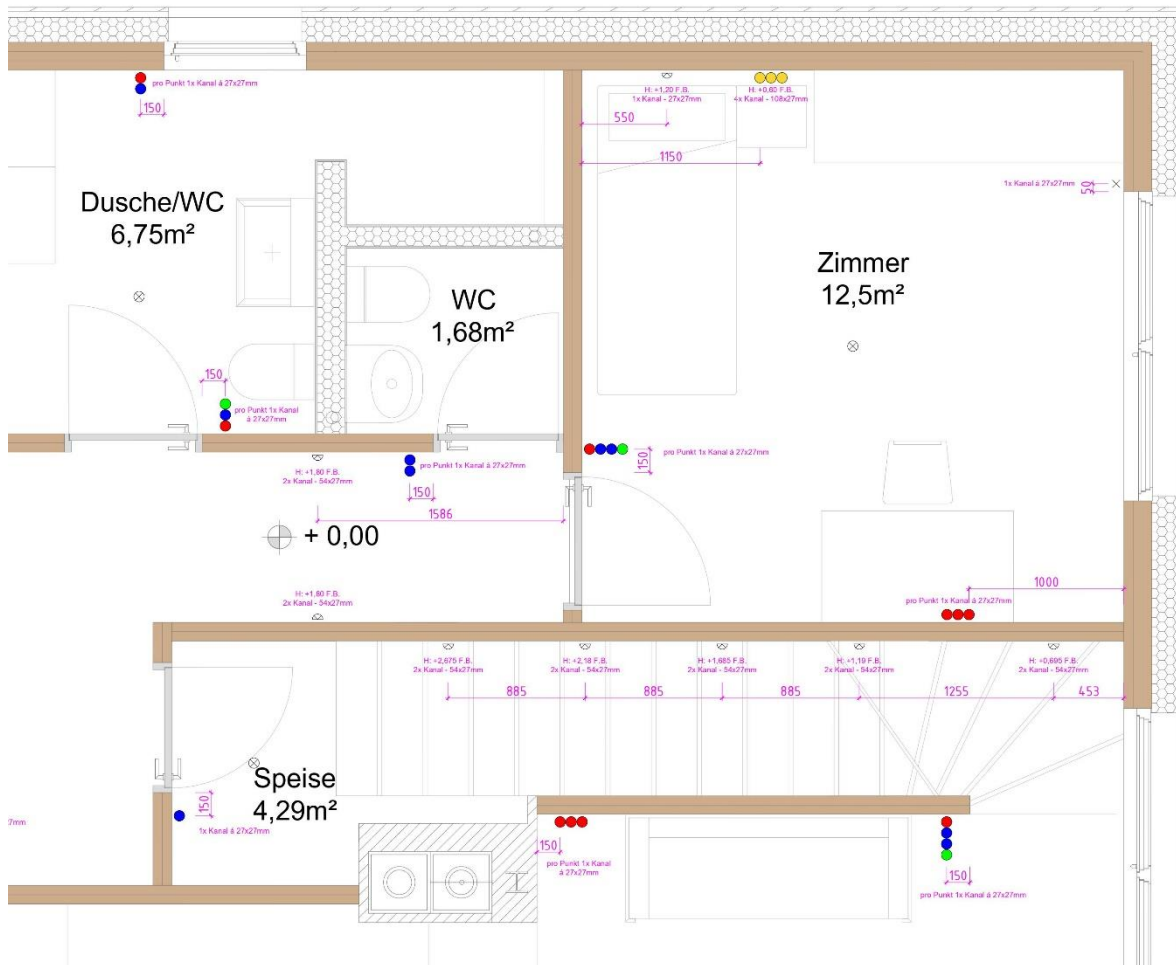 pro Punkt 1x Kanal à 27x27mm
150
H: +1,20 F.B.
1x Kanal - 27x27mm
550
H: +0,60 F.B.
4x Kanal - 108x27mm
1150
1x Kanal á 27x27mm
50
Dusche/WC
6,75m²
WC
1,68m²
Zimmer
12,5m²
150
pro Punkt 1x Kanal
à 27x27mm
H: +1,80 F.B.
2x Kanal - 54x27mm
pro Punkt 1x Kanal á 27x27mm
150
1586
pro Punkt 1x Kanal á 27x27mm
150
+ 0,00
H: +1,80 F.B.
2x Kanal - 54x27mm
1000
pro Punkt 1x Kanal à 27x27mm
H: +2,675 F.B.
2x Kanal - 54x27mm
H: +2,18 F.B.
2x Kanal - 54x27mm
H: +1,685 F.B.
2x Kanal - 54x27mm
H: +1,19 F.B.
2x Kanal - 54x27mm
H: +0,695 F.B.
2x Kanal - 54x27mm
885
885
885
1255
453
Speise
4,29m²
150
1x Kanal á 27x27mm
7mm
150
pro Punkt 1x Kanal
à 27x27mm
150
pro Punkt 1x Kanal á 27x27mm